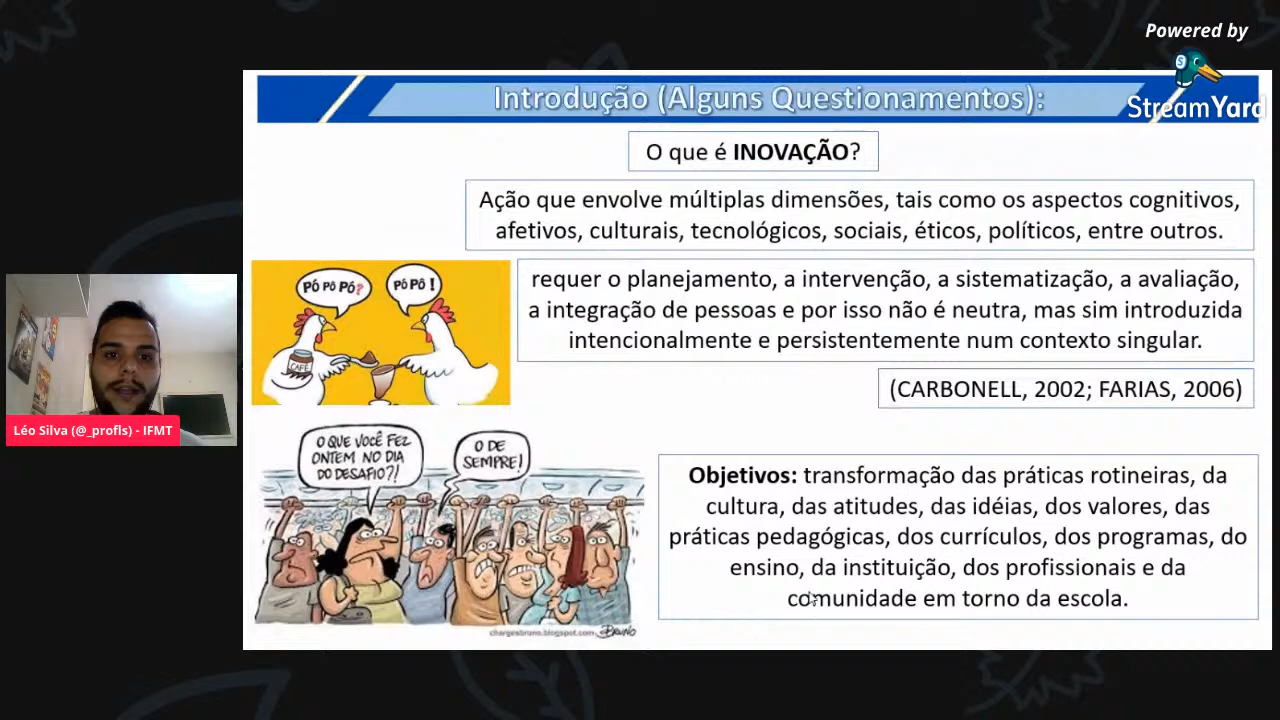 Powered by
StreamYard
Introdução (Alguns Questionamentos):
O que é INOVAÇÃO?
Ação que envolve múltiplas dimensões, tais como os aspectos cognitivos,
afetivos, culturais, tecnológicos, sociais, éticos, políticos, entre outros.
PÓ PÔ PÓ?
PÓ PÔ!
CAFÉ
requer o planejamento, a intervenção, a sistematização, a avaliação,
a integração de pessoas e por isso não é neutra, mas sim introduzida
intencionalmente e persistentemente num contexto singular.
(CARBONELL, 2002; FARIAS, 2006)
Léo Silva (@_profls) - IFMT
O QUE VOCÊ FEZ
ONTEM NO DIA
DO DESAFIO?!
O DE
SEMPRE!
chargesbruno.blogspot.com
BRUNO
Objetivos: transformação das práticas rotineiras, da
cultura, das atitudes, das idéias, dos valores, das
práticas pedagógicas, dos currículos, dos programas, do
ensino, da instituição, dos profissionais e da
comunidade em torno da escola.